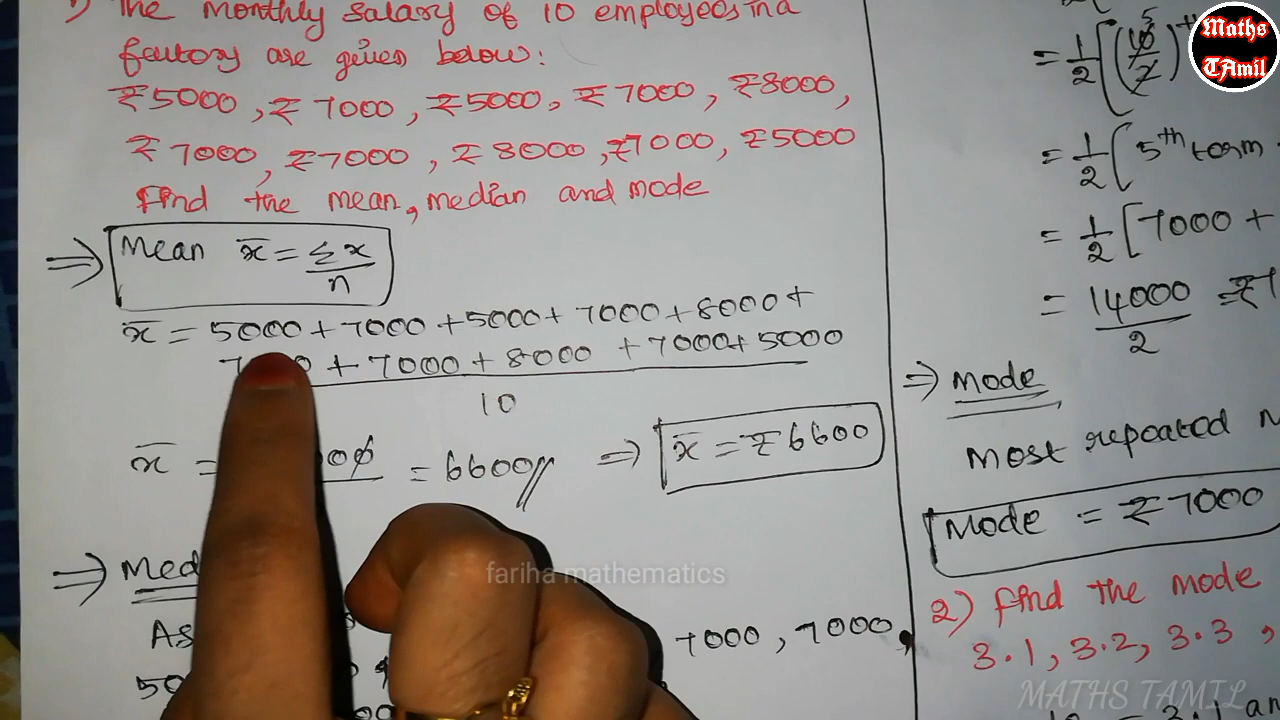 The monthly salary of 10 employees in a
factory are given below:
₹5000, ₹7000, ₹5000, ₹7000, ₹8000,
₹7000, ₹7000, ₹8000, ₹7000, ₹5000
Find the mean, median and mode
⇒ Mean x̄ = Σx/n
x̄ = 5000 + 7000 + 5000 + 7000 + 8000 +
+ 7000 + 8000 + 7000 + 5000
10
x̄ = = 6600// ⇒ x̄ = ₹6600
⇒ Med
As
7000, 7000,
50
= 1/2
= 1/2 [ 5th term
= 1/2 [ 7000 +
= 14000/2 =
⇒ Mode
Most repeated
Mode = ₹7000
2) Find the mode
3.1, 3.2, 3.3,
Maths
TAmil
fariha mathematics
MATHS TAMIL